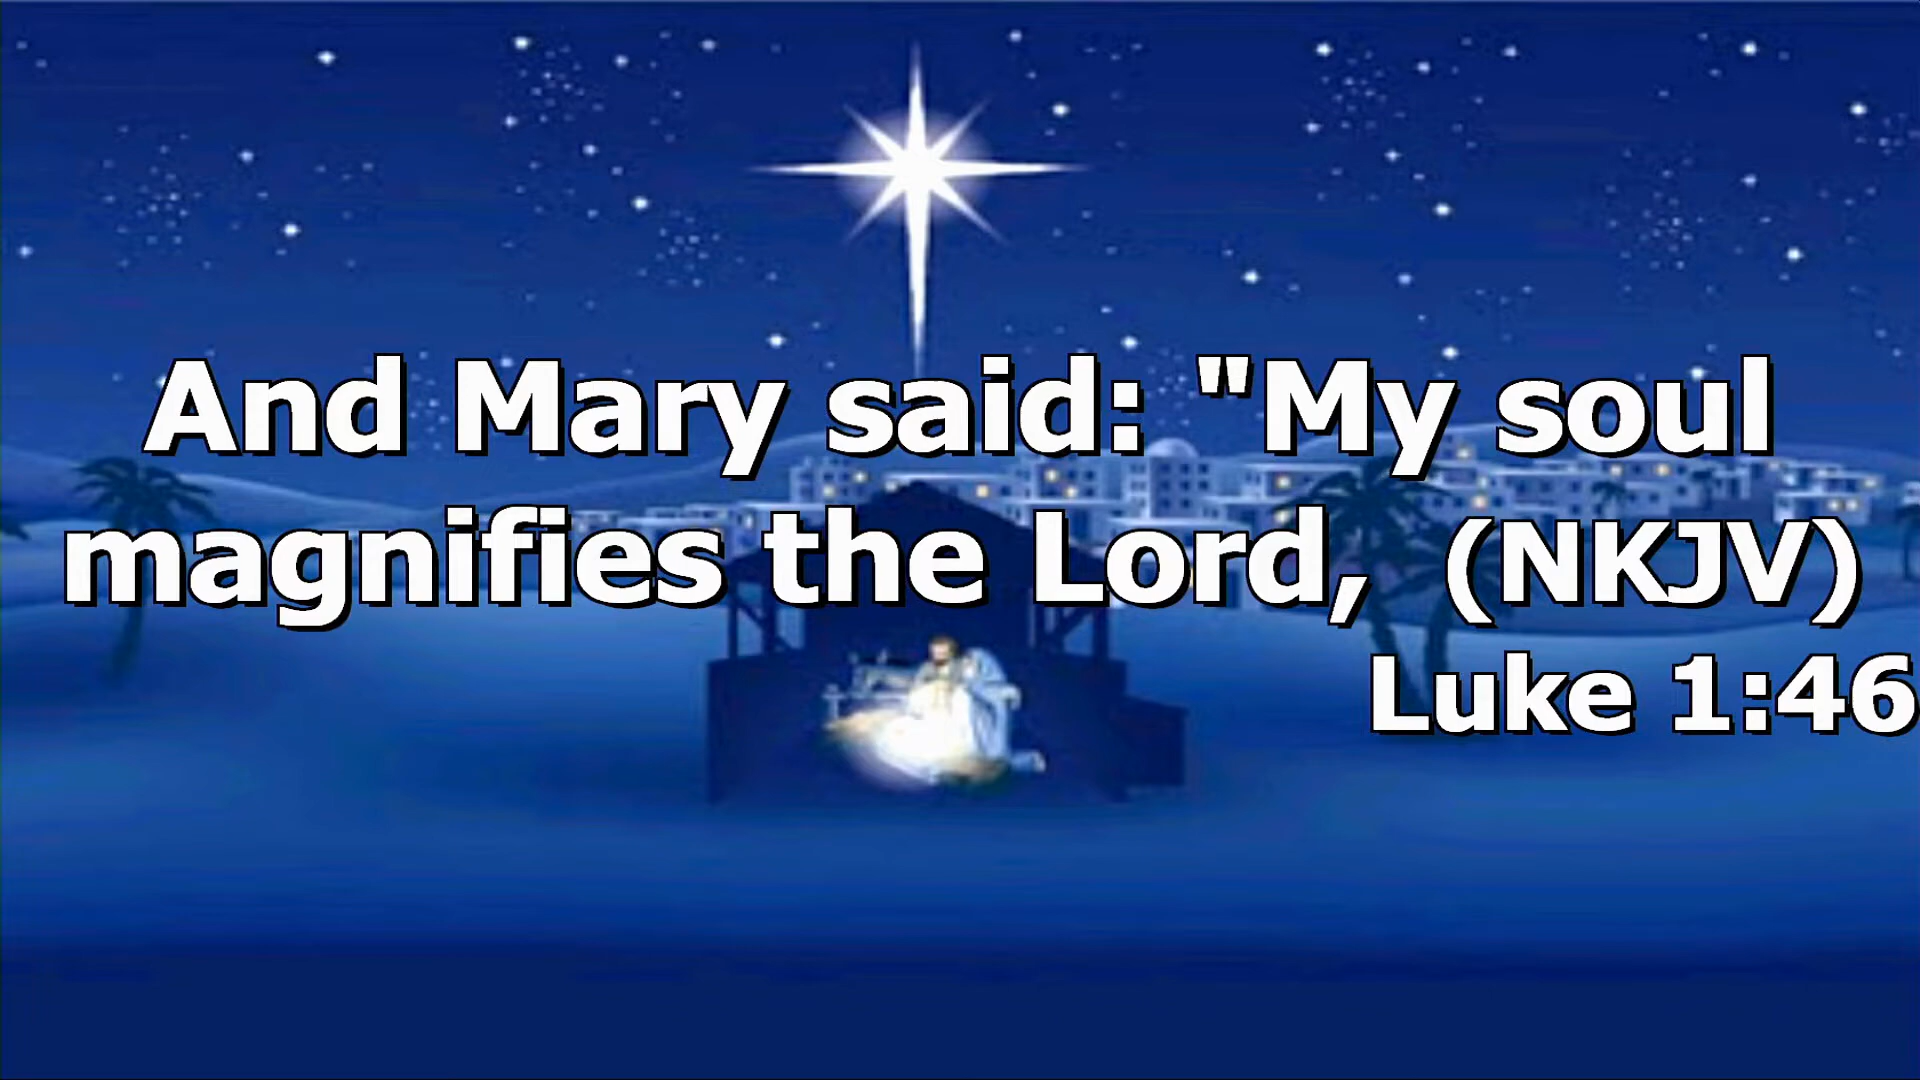 And Mary said: "My soul
magnifies the Lord, (NKJV)
Luke 1:46